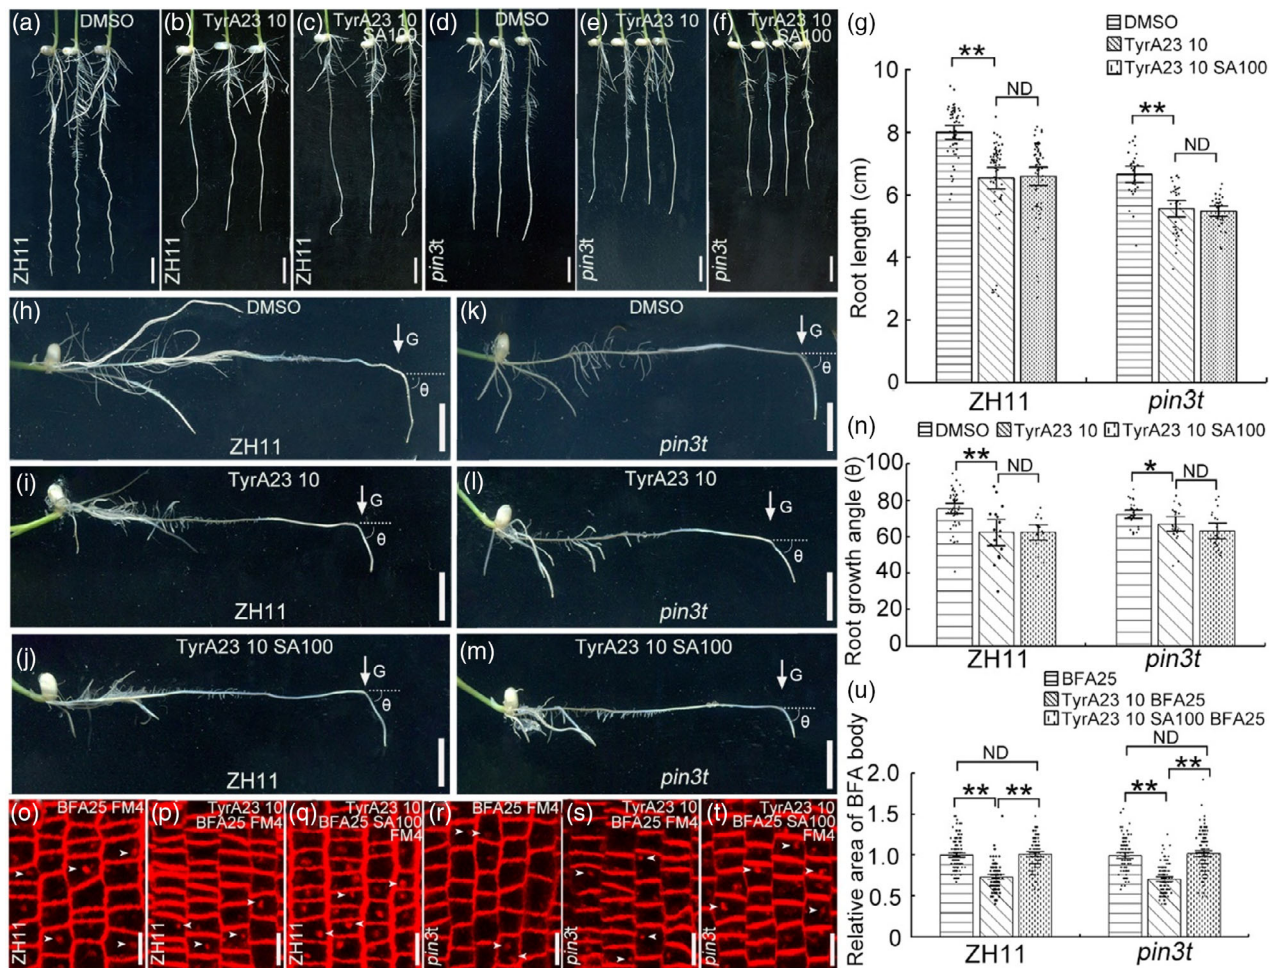 (a) DMSO
ZH11
(b) TyrA23 10
ZH11
(c) TyrA23 10
SA100
ZH11
(d) DMSO
pin3t
(e) TyrA23 10
pin3t
(f) TyrA23 10
SA100
pin3t
(g)
DMSO
TyrA23 10
TyrA23 10 SA100
Root length (cm)
10
8
6
4
2
0
** ND
** ND
ZH11 pin3t
(h) DMSO
G
θ
ZH11
(k) DMSO
G
θ
pin3t
(i) TyrA23 10
G
θ
ZH11
(l) TyrA23 10
G
θ
pin3t
(j) TyrA23 10 SA100
G
θ
ZH11
(m) TyrA23 10 SA100
G
θ
pin3t
(n) DMSO TyrA23 10 TyrA23 10 SA100
Root growth angle (θ)
100
80
60
40
20
0
** ND
* ND
ZH11 pin3t
(o) BFA25 FM4
ZH11
(p) TyrA23 10
BFA25 FM4
ZH11
(q) TyrA23 10
BFA25 SA100
FM4
ZH11
(r) BFA25 FM4
pin3t
(s) TyrA23 10
BFA25 FM4
pin3t
(t) TyrA23 10
BFA25 SA100
FM4
pin3t
(u)
BFA25
TyrA23 10 BFA25
TyrA23 10 SA100 BFA25
Relative area of BFA body
2.0
1.5
1.0
0.5
0
ND
** **
ND
** **
ZH11 pin3t